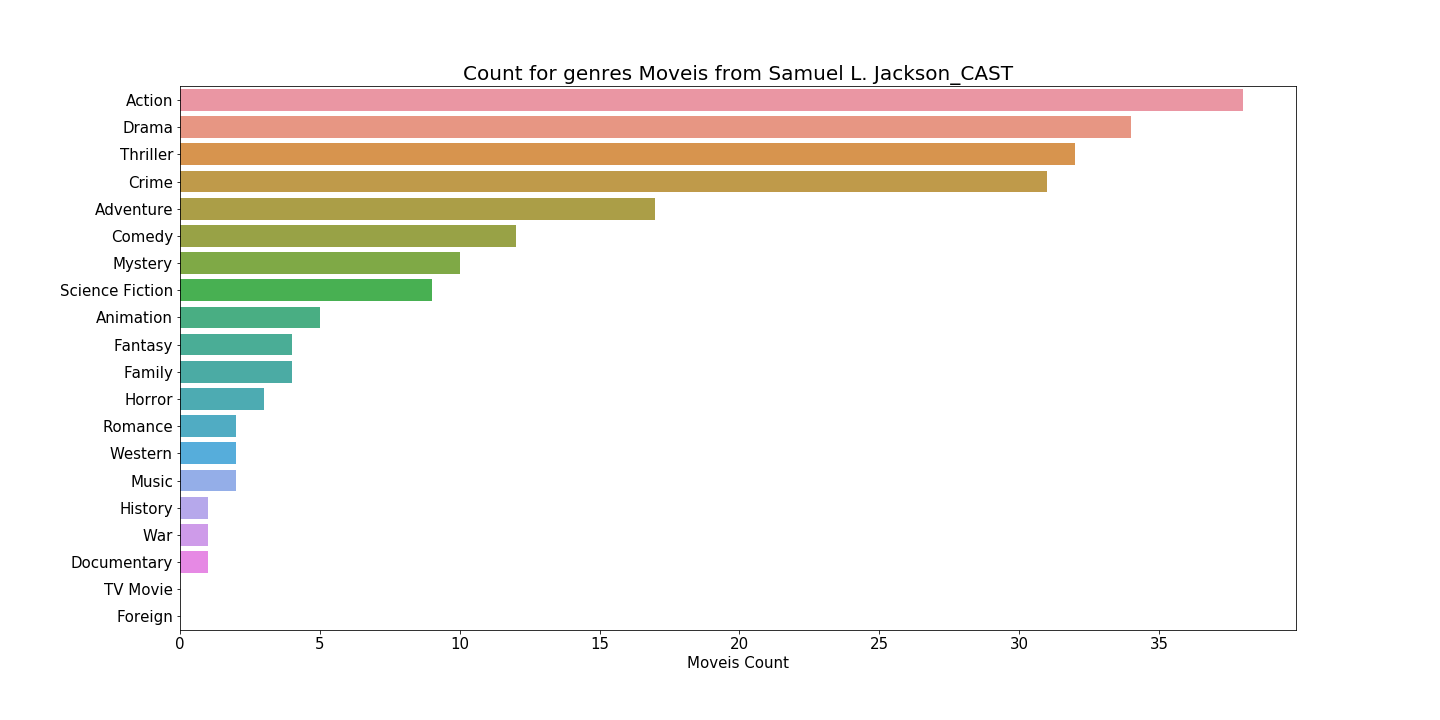 Count for genres Moveis from Samuel L. Jackson_CAST
Action
Drama
Thriller
Crime
Adventure
Comedy
Mystery
Science Fiction
Animation
Fantasy
Family
Horror
Romance
Western
Music
History
War
Documentary
TV Movie
Foreign
0 5 10 15 20 25 30 35
Moveis Count